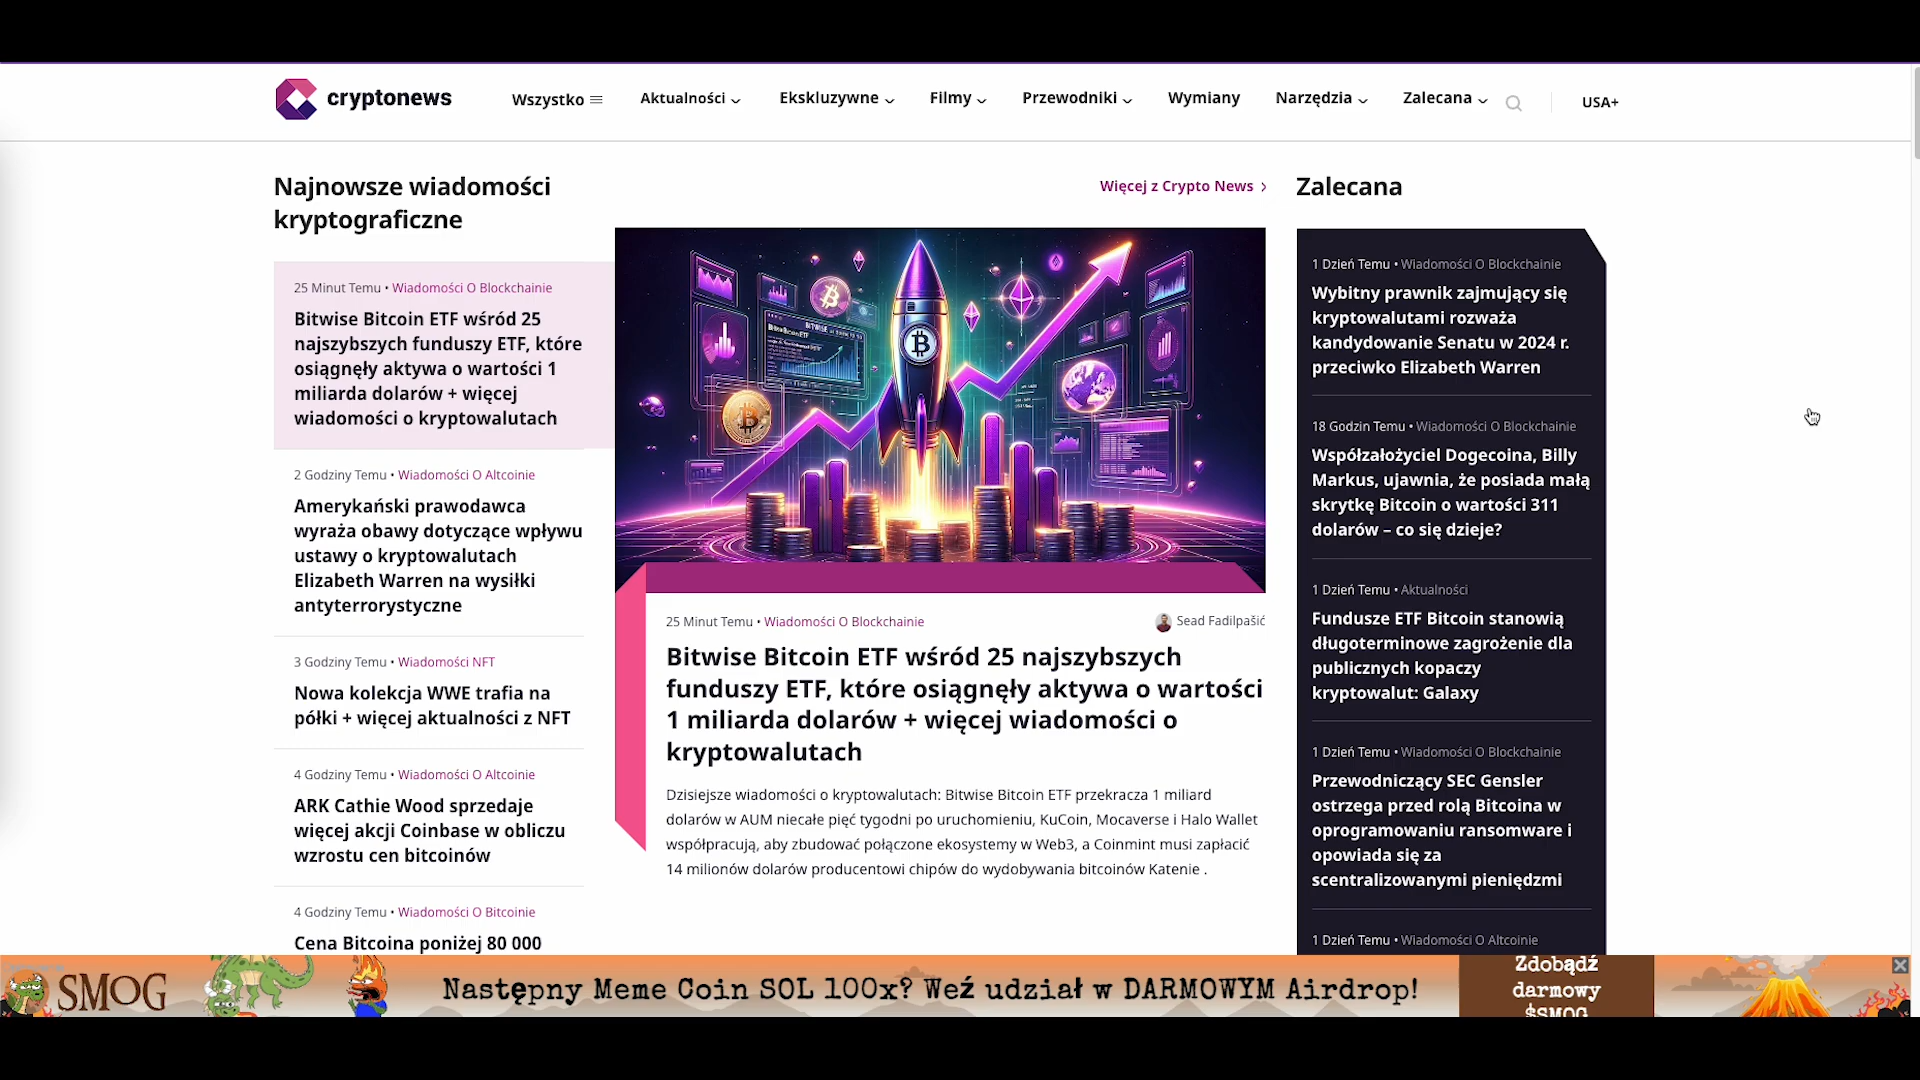 cryptonews
Wszystko
Aktualności
Ekskluzywne
Filmy
Przewodniki
Wymiany
Narzędzia
Zalecana
USA+
Najnowsze wiadomości
kryptograficzne
25 Minut Temu • Wiadomości O Blockchainie
Bitwise Bitcoin ETF wśród 25
najszybszych funduszy ETF, które
osiągnęły aktywa o wartości 1
miliarda dolarów + więcej
wiadomości o kryptowalutach
2 Godziny Temu • Wiadomości O Altcoinie
Amerykański prawodawca
wyraża obawy dotyczące wpływu
ustawy o kryptowalutach
Elizabeth Warren na wysiłki
antyterrorystyczne
3 Godziny Temu • Wiadomości NFT
Nowa kolekcja WWE trafia na
półki + więcej aktualności z NFT
4 Godziny Temu • Wiadomości O Altcoinie
ARK Cathie Wood sprzedaje
więcej akcji Coinbase w obliczu
wzrostu cen bitcoinów
4 Godziny Temu • Wiadomości O Bitcoinie
Cena Bitcoina poniżej 80 000
Więcej z Crypto News
25 Minut Temu • Wiadomości O Blockchainie
Sead Fadilpašić
Bitwise Bitcoin ETF wśród 25 najszybszych
funduszy ETF, które osiągnęły aktywa o wartości
1 miliarda dolarów + więcej wiadomości o
kryptowalutach
Dzisiejsze wiadomości o kryptowalutach: Bitwise Bitcoin ETF przekracza 1 miliard
dolarów w AUM niecałe pięć tygodni po uruchomieniu, KuCoin, Mocaverse i Halo Wallet
współpracują, aby zbudować połączone ekosystemy w Web3, a Coinmint musi zapłacić
14 milionów dolarów producentowi chipów do wydobywania bitcoinów Katenie .
Zalecana
1 Dzień Temu • Wiadomości O Blockchainie
Wybitny prawnik zajmujący się
kryptowalutami rozważa
kandydowanie Senatu w 2024 r.
przeciwko Elizabeth Warren
18 Godzin Temu • Wiadomości O Blockchainie
Współzałożyciel Dogecoina, Billy
Markus, ujawnia, że posiada małą
skrytkę Bitcoin o wartości 311
dolarów – co się dzieje?
1 Dzień Temu • Aktualności
Fundusze ETF Bitcoin stanowią
długoterminowe zagrożenie dla
publicznych kopaczy
kryptowalut: Galaxy
1 Dzień Temu • Wiadomości O Blockchainie
Przewodniczący SEC Gensler
ostrzega przed rolą Bitcoina w
oprogramowaniu ransomware i
opowiada się za
scentralizowanymi pieniędzmi
1 Dzień Temu • Wiadomości O Altcoinie
SMOG
Następny Meme Coin SOL 100x? Weź udział w DARMOWYM Airdrop!
Zdobądź
darmowy
$SMOG